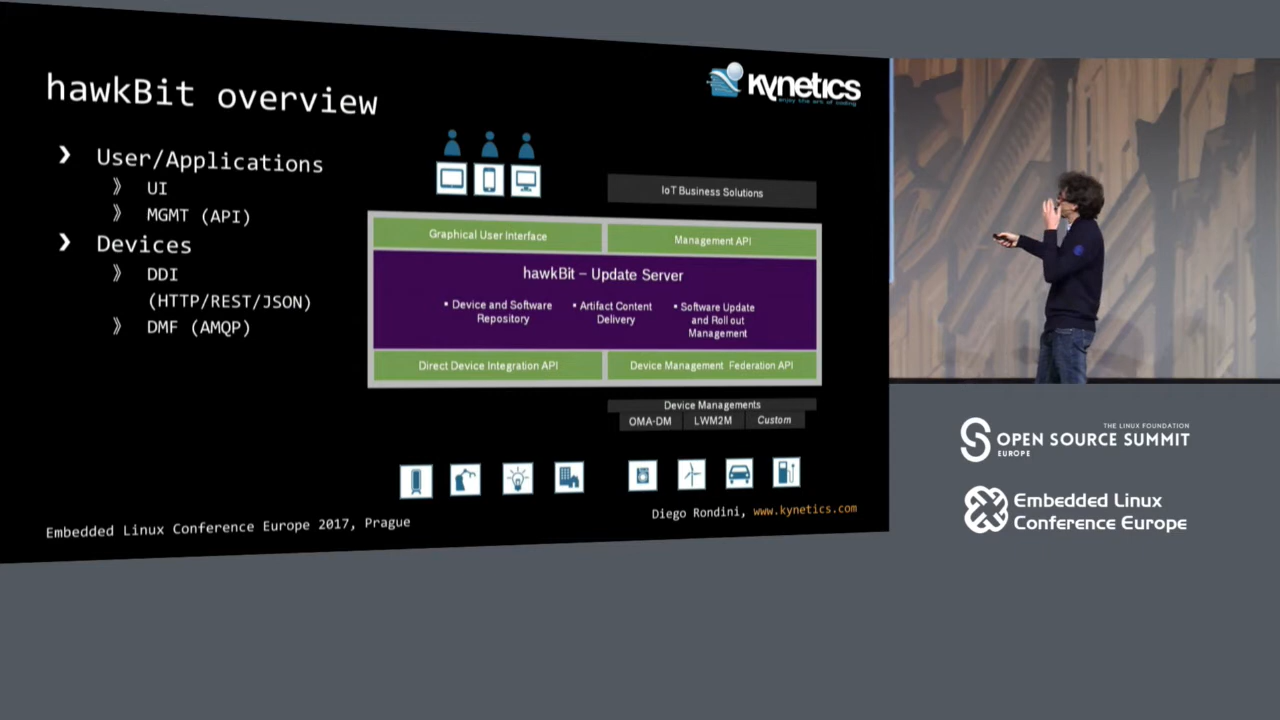 hawkBit overview
KYNETICS
enjoy the art of coding
❯ User/Applications
》 UI
》 MGMT (API)
❯ Devices
》 DDI
(HTTP/REST/JSON)
》 DMF (AMQP)
IoT Business Solutions
Graphical User Interface
Management API
hawkBit – Update Server
▪ Device and Software
Repository
▪ Artifact Content
Delivery
▪ Software Update
and Roll out
Management
Direct Device Integration API
Device Management Federation API
Device Managements
OMA-DM
LWM2M
Custom
Embedded Linux Conference Europe 2017, Prague
Diego Rondini, www.kynetics.com
THE LINUX FOUNDATION
OPEN SOURCE SUMMIT
EUROPE
Embedded Linux
Conference Europe